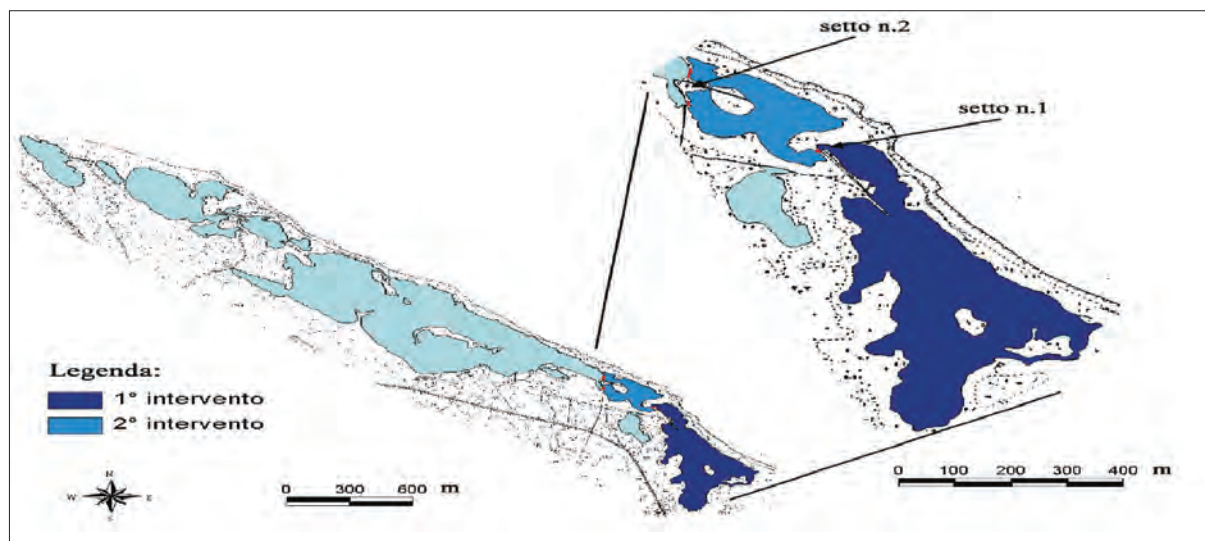 setto n.2
setto n.1
Legenda:
1° intervento
2° intervento
N
W E
S
0 300 600 m
0 100 200 300 400 m